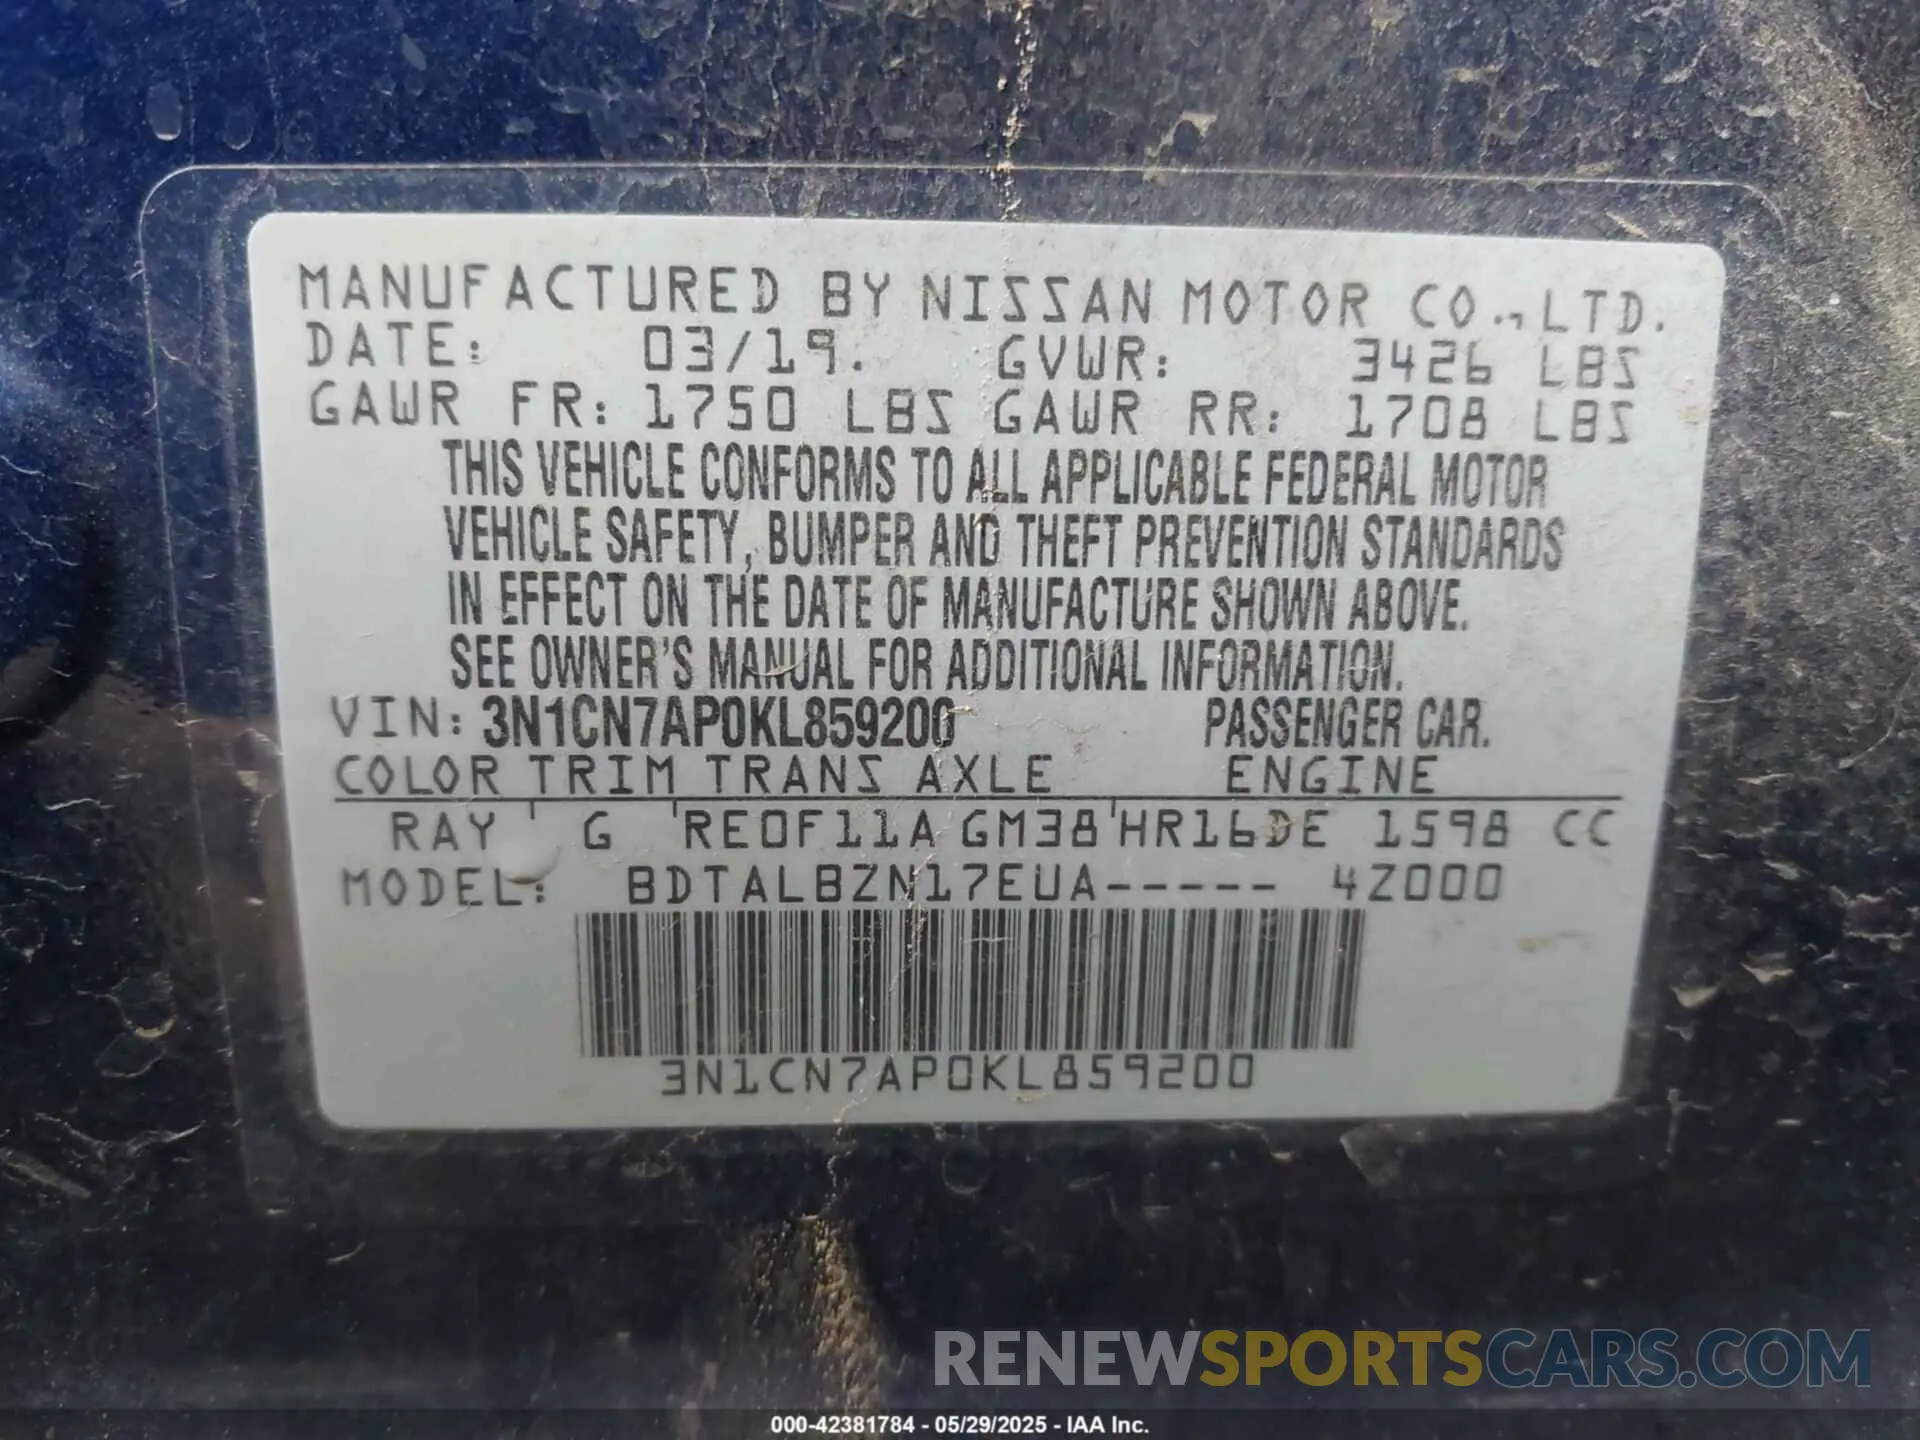 MANUFACTURED BY NISSAN MOTOR CO., LTD.
DATE: 03/19. GVWR: 3426 LBS
GAWR FR: 1750 LBS GAWR RR: 1708 LBS
THIS VEHICLE CONFORMS TO ALL APPLICABLE FEDERAL MOTOR
VEHICLE SAFETY, BUMPER AND THEFT PREVENTION STANDARDS
IN EFFECT ON THE DATE OF MANUFACTURE SHOWN ABOVE.
SEE OWNER'S MANUAL FOR ADDITIONAL INFORMATION.
VIN: 3N1CN7AP0KL859200 PASSENGER CAR.
COLOR TRIM TRANS AXLE ENGINE
RAY G RE0F11A GM38 HR16DE 1598 CC
MODEL: BDTALBZN17EUA----- 4Z000
3N1CN7AP0KL859200
RENEWSPORTSCARS.COM
000-42381784 - 05/29/2025 - IAA Inc.